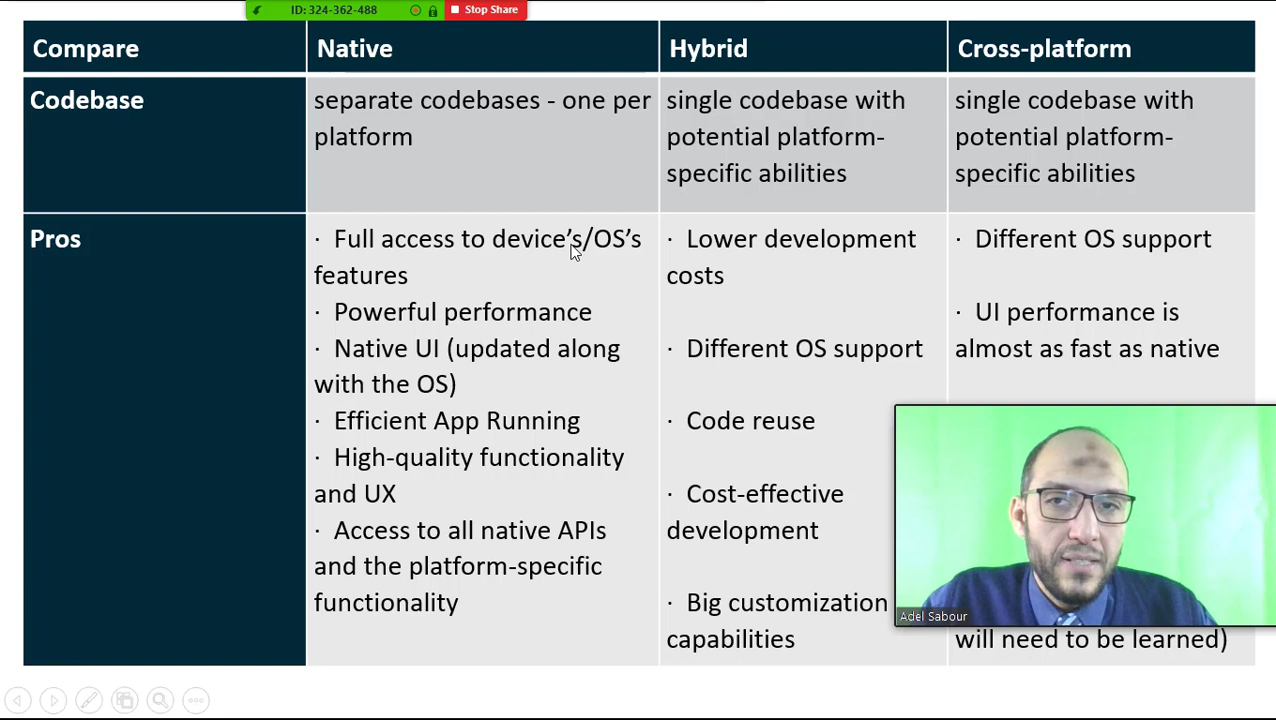 ID: 324-362-488
Stop Share
Compare
Native
Hybrid
Cross-platform
Codebase
separate codebases - one per
platform
single codebase with
potential platform-
specific abilities
single codebase with
potential platform-
specific abilities
Pros
· Full access to device’s/OS’s
features
· Powerful performance
· Native UI (updated along
with the OS)
· Efficient App Running
· High-quality functionality
and UX
· Access to all native APIs
and the platform-specific
functionality
· Lower development
costs
· Different OS support
· Code reuse
· Cost-effective
development
· Big customization
capabilities
· Different OS support
· UI performance is
almost as fast as native
will need to be learned)
Adel Sabour